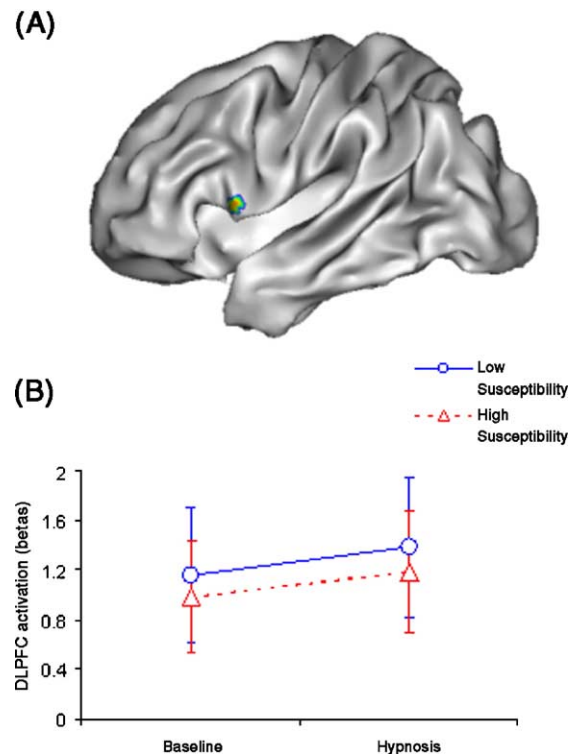 (A)
Low
Susceptibility
High
Susceptibility
(B)
DLPFC activation (betas)
2
1.6
1.2
0.8
0.4
0
Baseline
Hypnosis